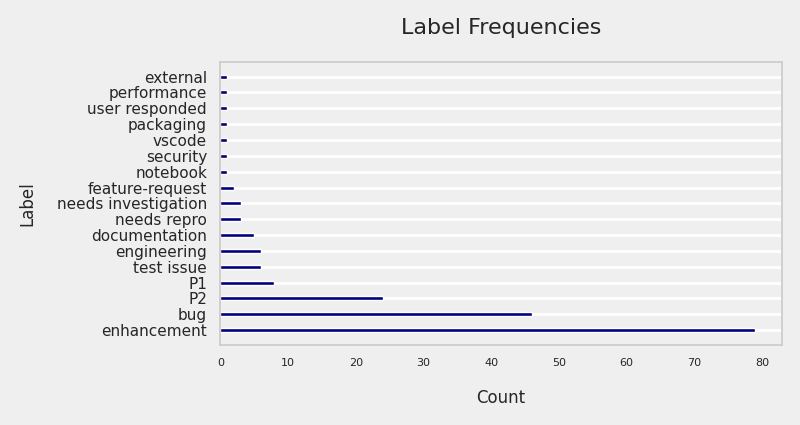 Label Frequencies
external
performance
user responded
packaging
vscode
security
notebook
feature-request
needs investigation
needs repro
documentation
engineering
test issue
P1
P2
bug
enhancement
Label
0 10 20 30 40 50 60 70 80
Count